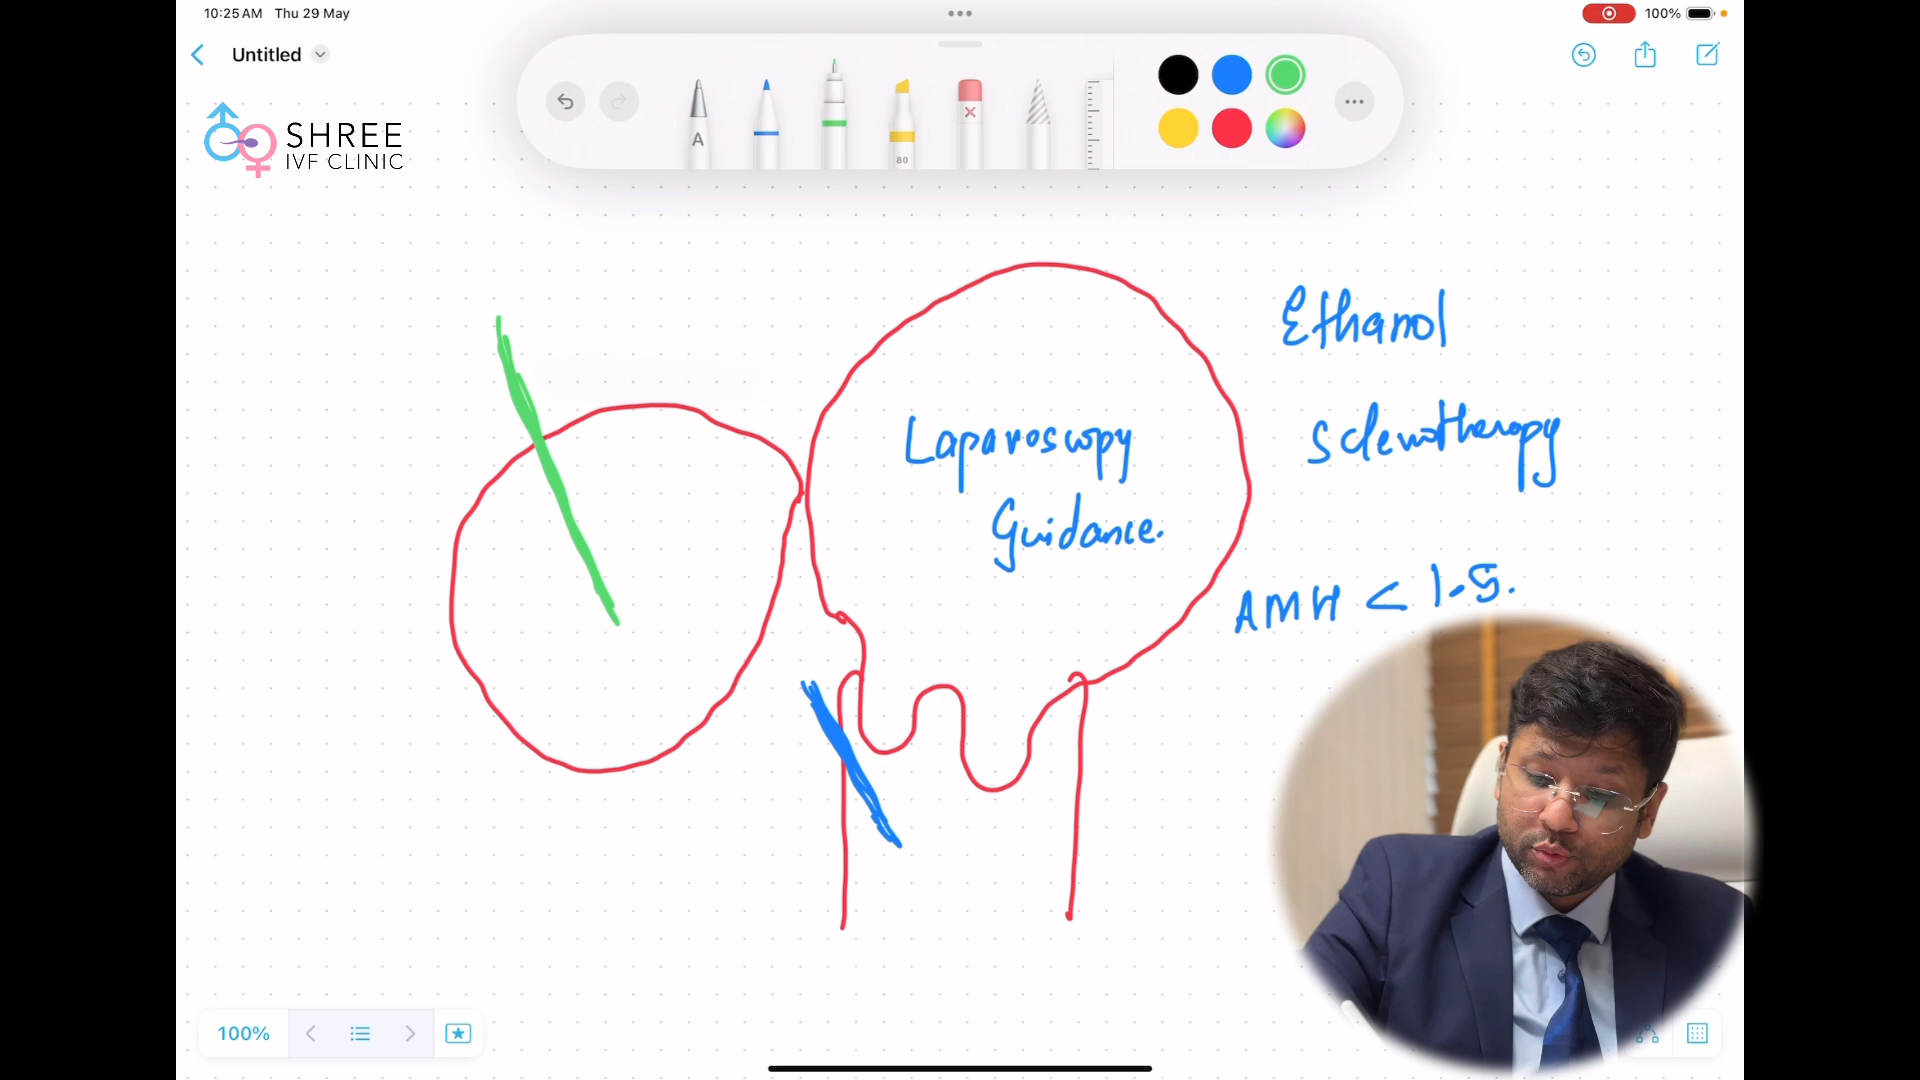 10:25 AM Thu 29 May
100%
Untitled
SHREE
IVF CLINIC
A
80
Ethanol
Sclerotherapy
Laparoscopy
Guidance.
AMH < 1.5.
100%